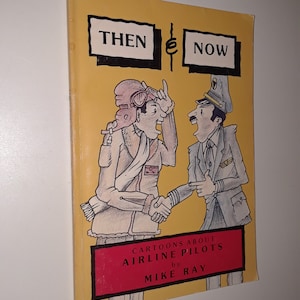 THEN & NOW
CARTOONS ABOUT
AIRLINE PILOTS
by
MIKE RAY